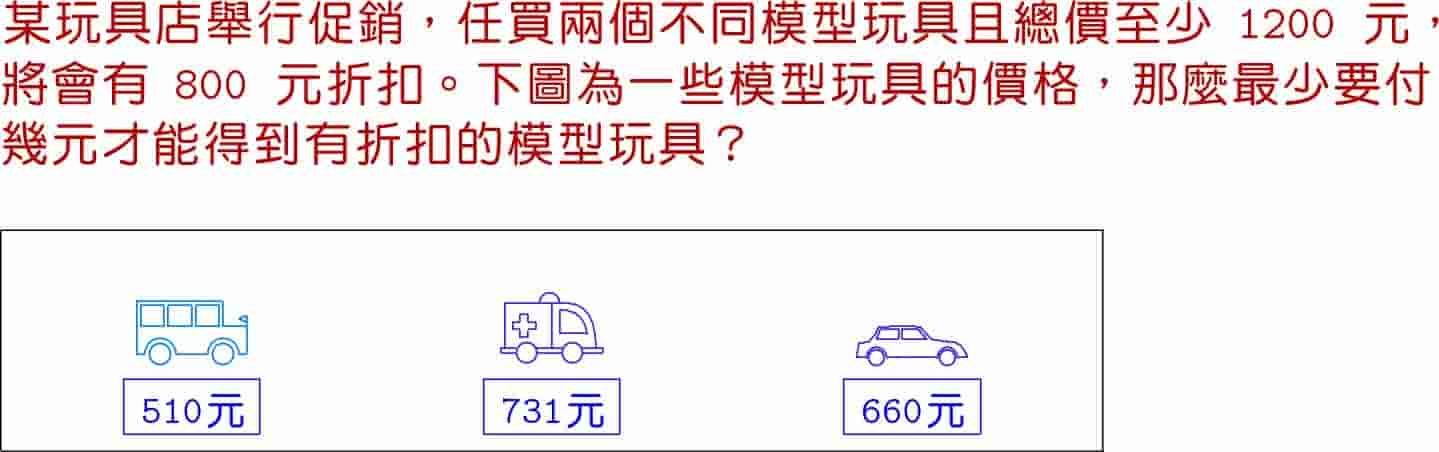 某玩具店舉行促銷，任買兩個不同模型玩具且總價至少 1200 元，
將會有 800 元折扣。下圖為一些模型玩具的價格，那麼最少要付
幾元才能得到有折扣的模型玩具？
510元 731元 660元